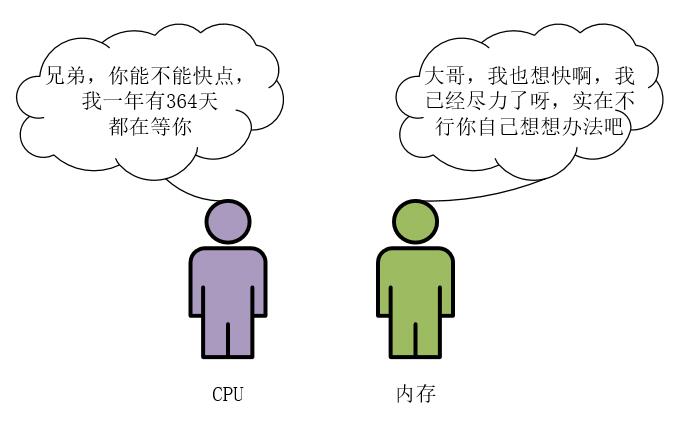 兄弟，你能不能快点，
我一年有364天
都在等你
大哥，我也想快啊，我
已经尽力了呀，实在不
行你自己想想办法吧
CPU
内存